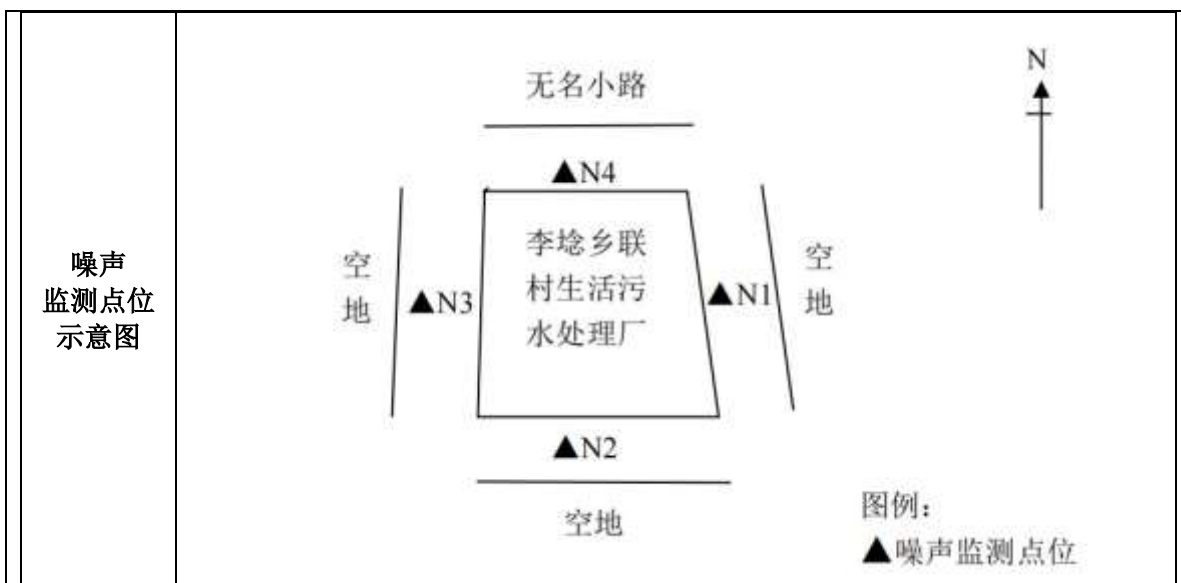 噪声
监测点位
示意图
无名小路
N
▲N4
空地
▲N3
李埝乡联
村生活污
水处理厂
▲N1
空地
▲N2
空地
图例：
▲噪声监测点位